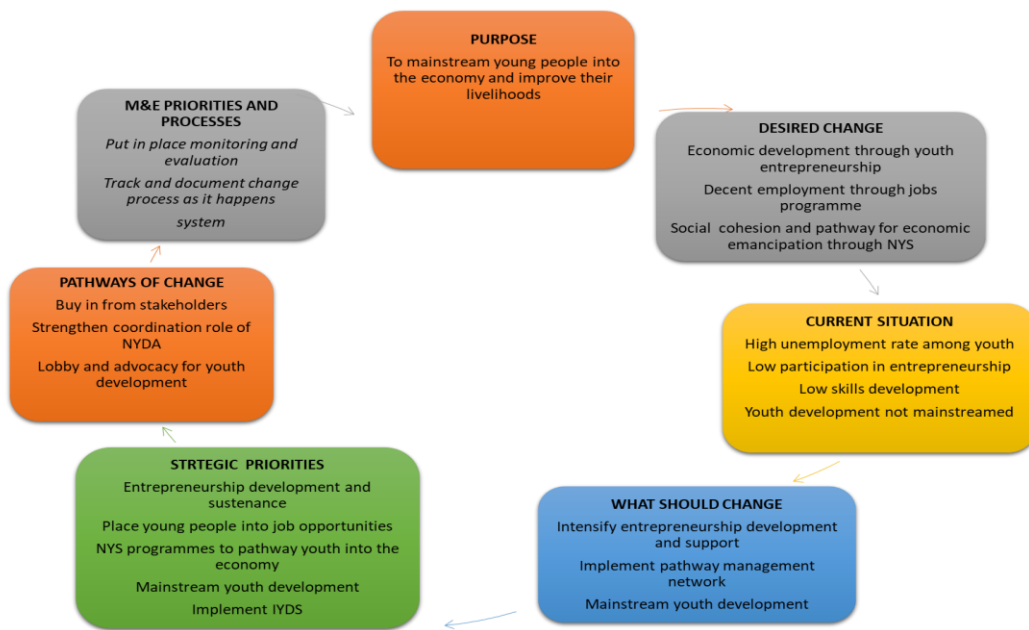 PURPOSE
To mainstream young people into
the economy and improve their
livelihoods
DESIRED CHANGE
Economic development through youth
entrepreneurship
Decent employment through jobs
programme
Social cohesion and pathway for economic
emancipation through NYS
CURRENT SITUATION
High unemployment rate among youth
Low participation in entrepreneurship
Low skills development
Youth development not mainstreamed
WHAT SHOULD CHANGE
Intensify entrepreneurship development
and support
Implement pathway management
network
Mainstream youth development
STRTEGIC PRIORITIES
Entrepreneurship development and
sustenance
Place young people into job opportunities
NYS programmes to pathway youth into the
economy
Mainstream youth development
Implement IYDS
PATHWAYS OF CHANGE
Buy in from stakeholders
Strengthen coordination role of
NYDA
Lobby and advocacy for youth
development
M&E PRIORITIES AND
PROCESSES
Put in place monitoring and
evaluation
Track and document change
process as it happens
system